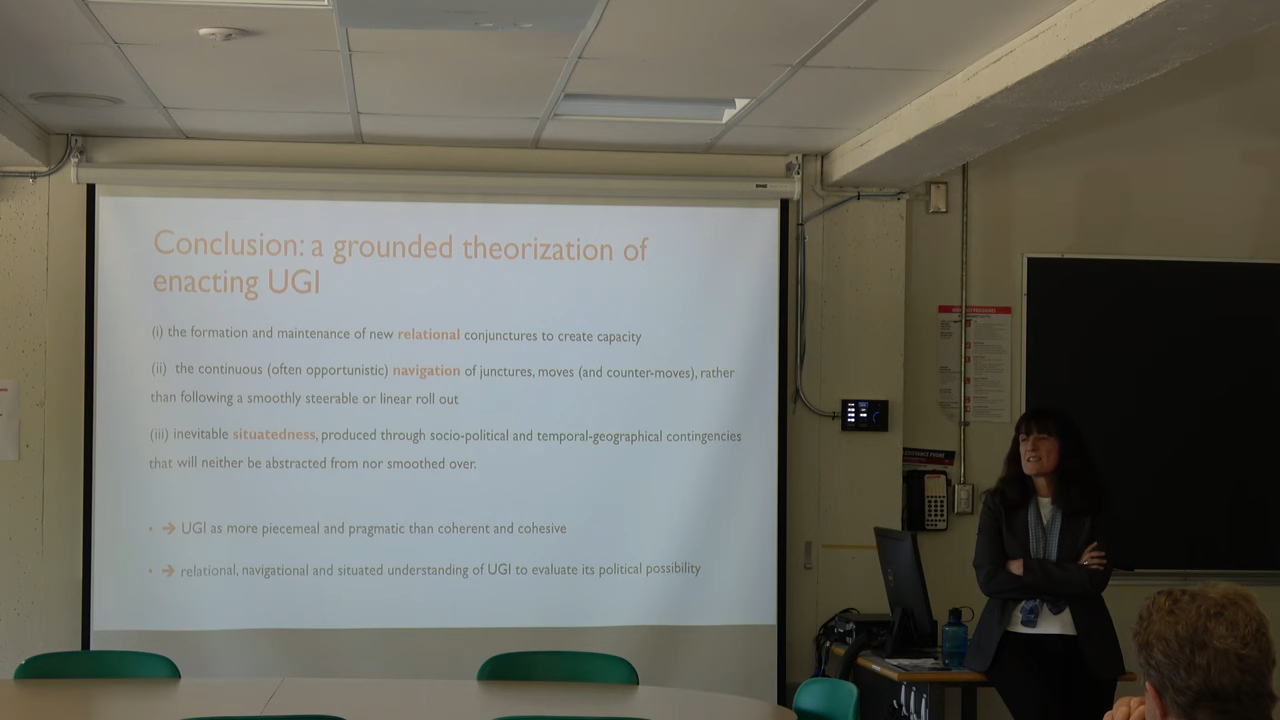 Conclusion: a grounded theorization of
enacting UGI
(i) the formation and maintenance of new relational conjunctures to create capacity
(ii) the continuous (often opportunistic) navigation of junctures, moves (and counter-moves), rather
than following a smoothly steerable or linear roll out
(iii) inevitable situatedness, produced through socio-political and temporal-geographical contingencies
that will neither be abstracted from nor smoothed over.
• → UGI as more piecemeal and pragmatic than coherent and cohesive
• → relational, navigational and situated understanding of UGI to evaluate its political possibility